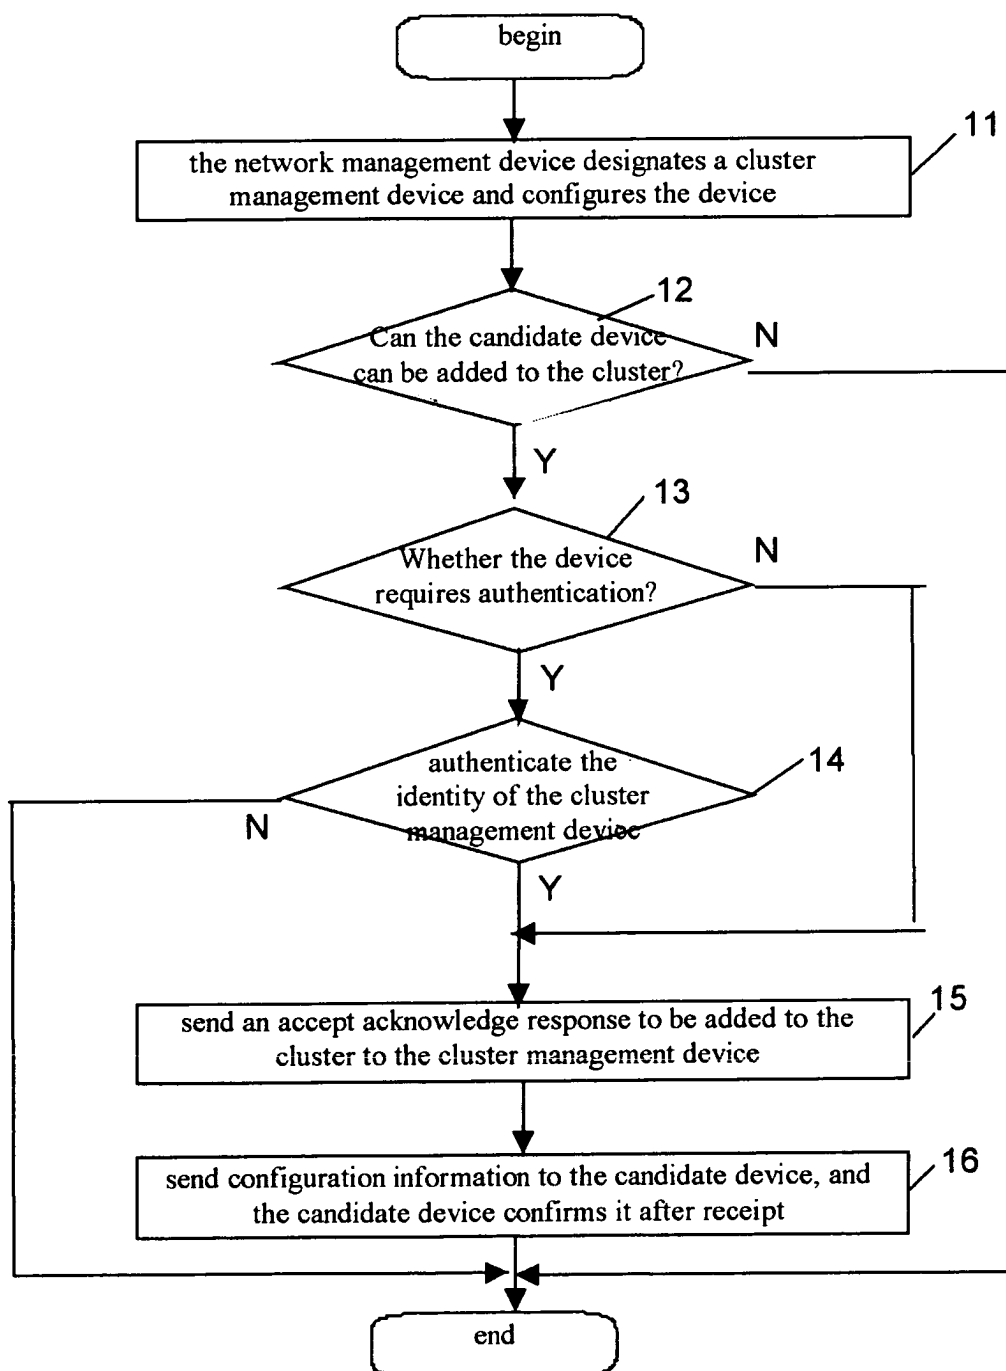 begin
11
the network management device designates a cluster
management device and configures the device
12
Can the candidate device
can be added to the cluster?
N
Y
13
Whether the device
requires authentication?
N
Y
14
authenticate the
identity of the cluster
management device
N
Y
15
send an accept acknowledge response to be added to the
cluster to the cluster management device
16
send configuration information to the candidate device, and
the candidate device confirms it after receipt
end